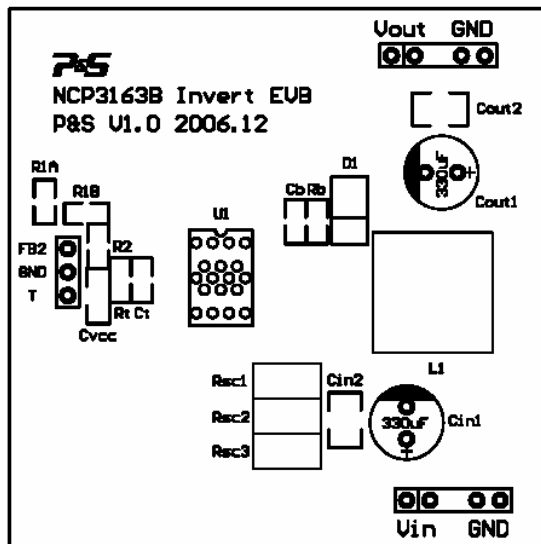 Vout GND
P&S
NCP3163B Invert EVB
P&S V1.0 2006.12
Cout2
R1A
D1
330uF
+
Cb Rb
R1B
Cout1
U1
FB2
R2
GND
T
Rt Ct
Cvcc
L1
Rsc1
Cin2
Rsc2
330uF
Cin1
Rsc3
+
Vin GND